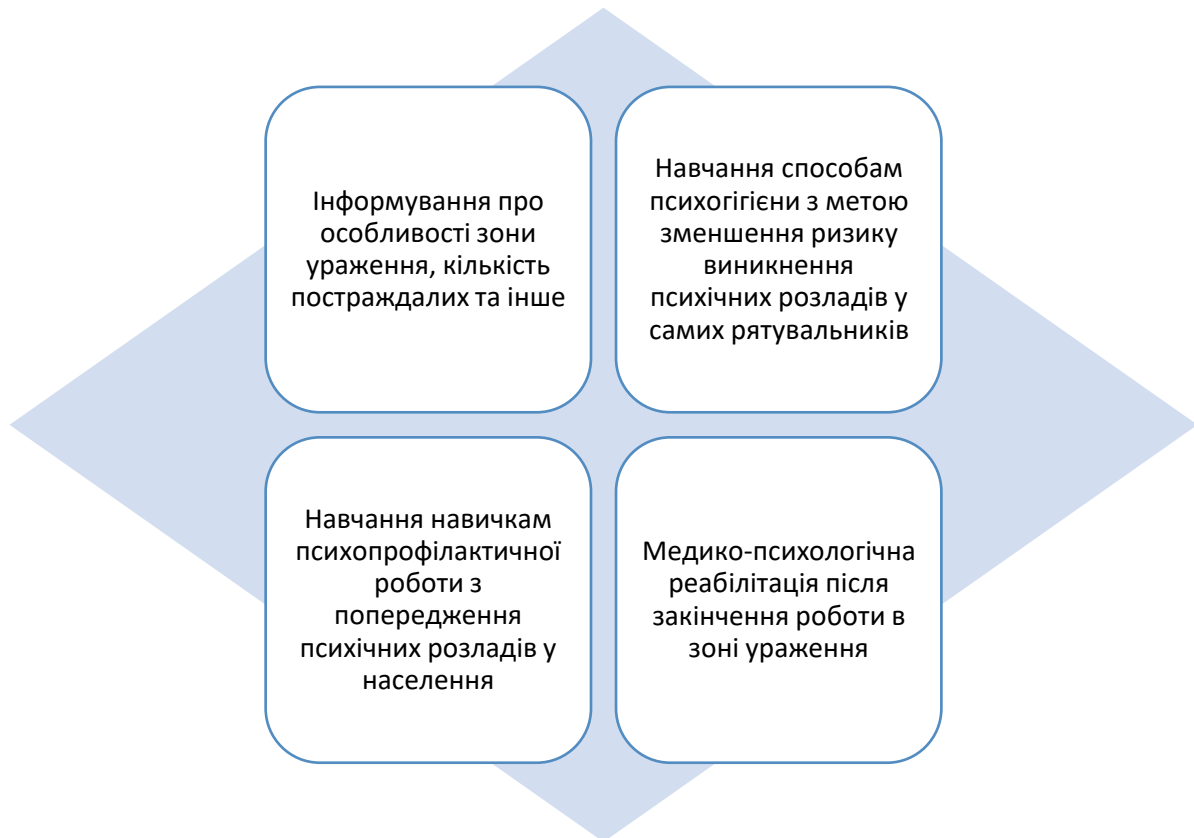 Інформування про
особливості зони
ураження, кількість
постраждалих та інше
Навчання способам
психогігієни з метою
зменшення ризику
виникнення
психічних розладів у
самих рятувальників
Навчання навичкам
психопрофілактичної
роботи з
попередження
психічних розладів у
населення
Медико-психологічна
реабілітація після
закінчення роботи в
зоні ураження